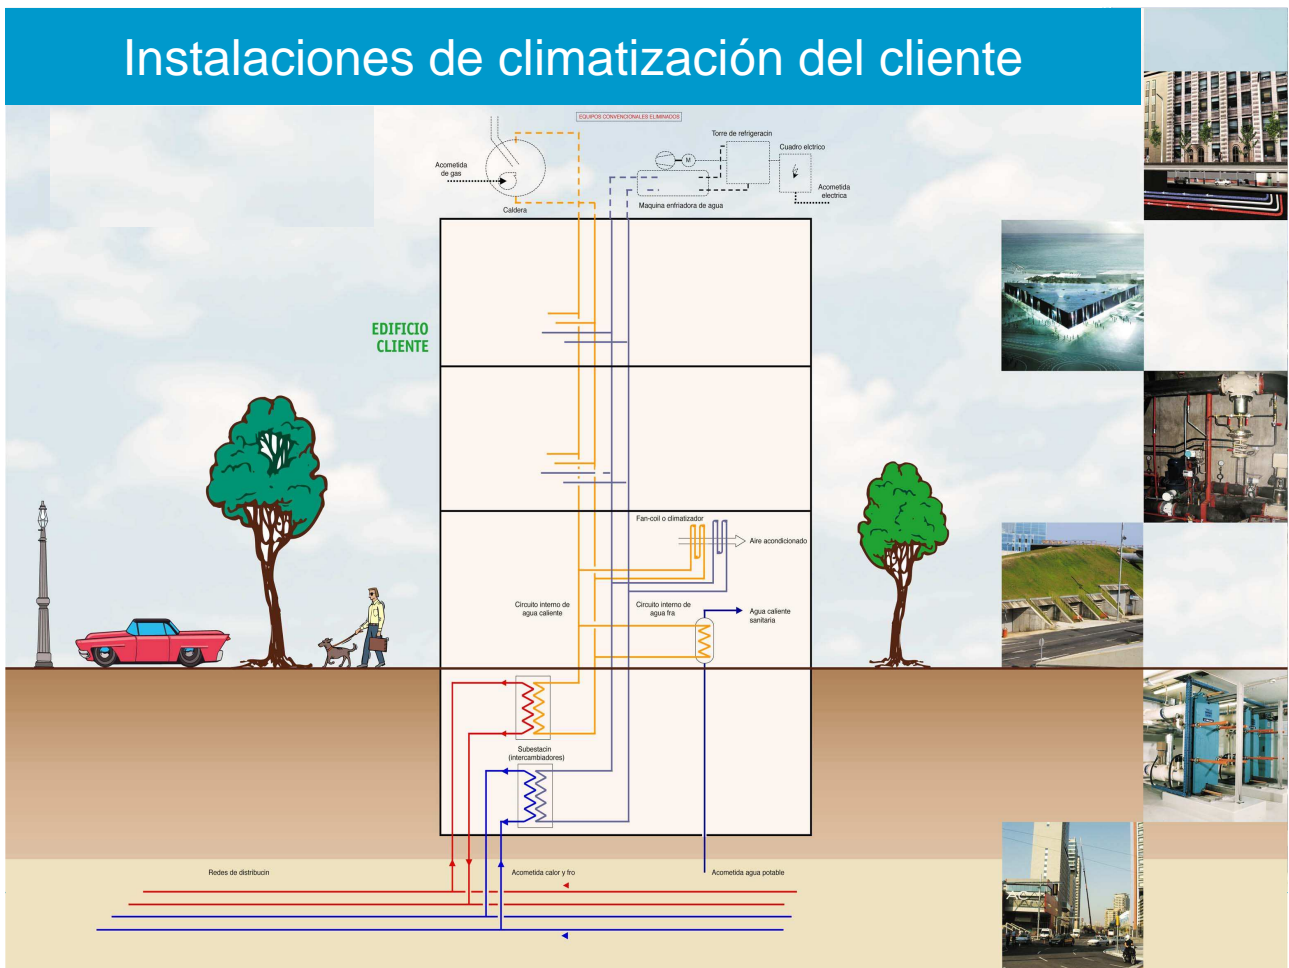 Instalaciones de climatización del cliente
EQUIPOS CONVENCIONALES ELIMINADOS
Torre de refrigeracin
Cuadro elctrico
M
Acometida
de gas
Acometida
electrica
Caldera
Maquina enfriadora de agua
EDIFICIO
CLIENTE
Fan-coil o climatizador
Aire acondicionado
Circuito interno de
agua caliente
Circuito interno de
agua fra
Agua caliente
sanitaria
Subestacin
(intercambiadores)
Redes de distribucin
Acometida calor y fro
Acometida agua potable